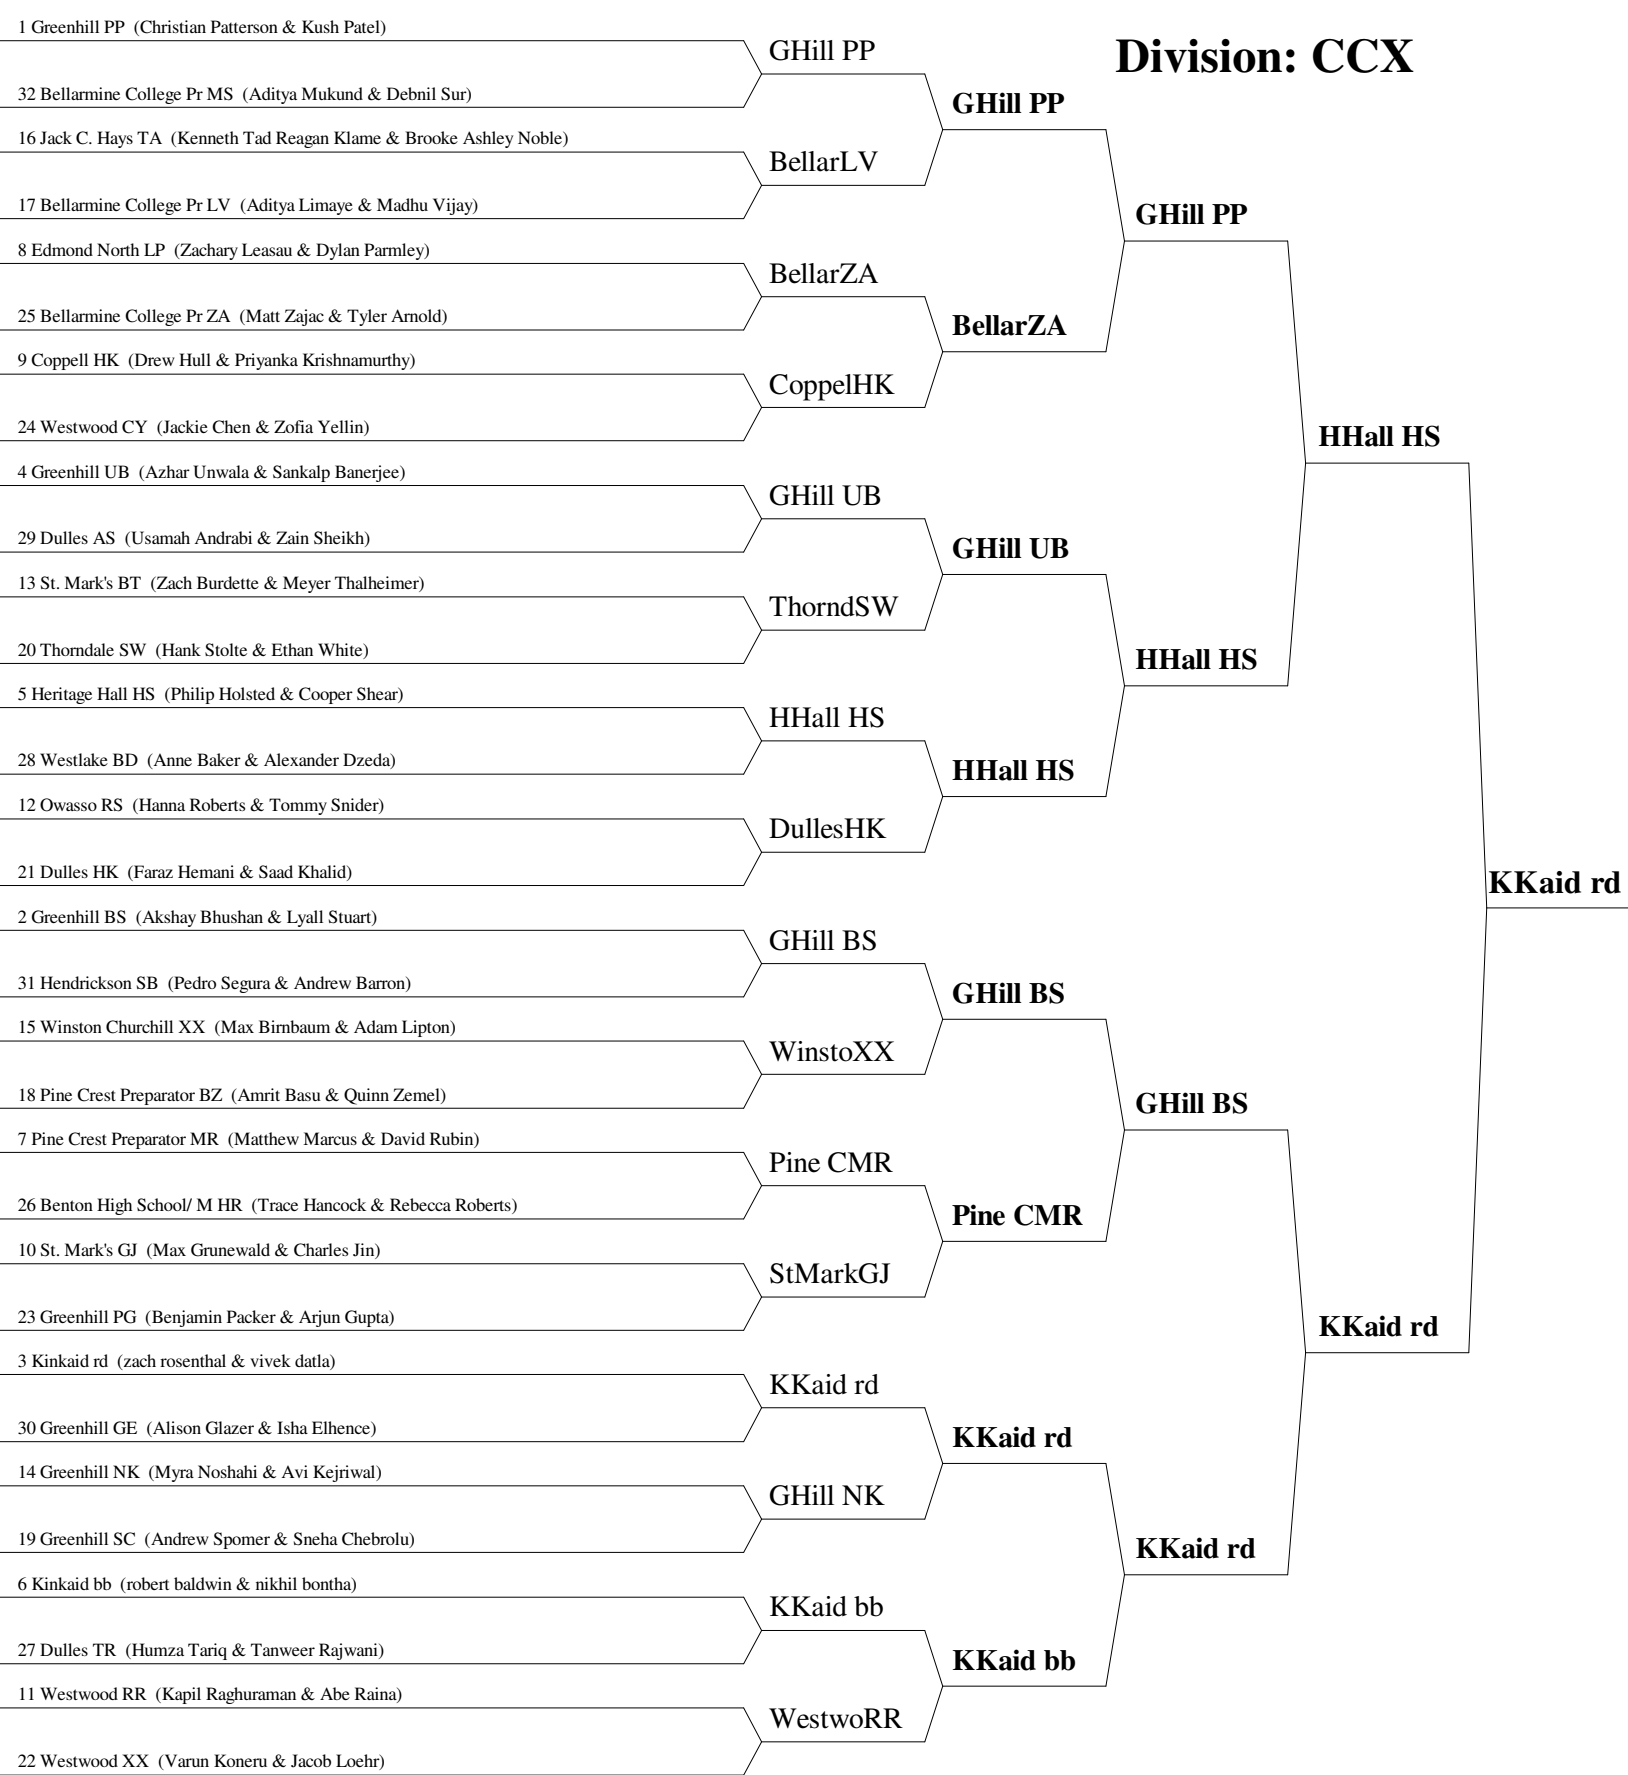 1 Greenhill PP (Christian Patterson & Kush Patel)
Division: CCX
GHill PP
32 Bellarmine College Pr MS (Aditya Mukund & Debnil Sur)
GHill PP
16 Jack C. Hays TA (Kenneth Tad Reagan Klame & Brooke Ashley Noble)
BellarLV
17 Bellarmine College Pr LV (Aditya Limaye & Madhu Vijay)
GHill PP
8 Edmond North LP (Zachary Leasau & Dylan Parmley)
BellarZA
25 Bellarmine College Pr ZA (Matt Zajac & Tyler Arnold)
BellarZA
9 Coppell HK (Drew Hull & Priyanka Krishnamurthy)
CoppelHK
24 Westwood CY (Jackie Chen & Zofia Yellin)
HHall HS
4 Greenhill UB (Azhar Unwala & Sankalp Banerjee)
GHill UB
29 Dulles AS (Usamah Andrabi & Zain Sheikh)
GHill UB
13 St. Mark's BT (Zach Burdette & Meyer Thalheimer)
ThorndSW
20 Thorndale SW (Hank Stolte & Ethan White)
HHall HS
5 Heritage Hall HS (Philip Holsted & Cooper Shear)
HHall HS
28 Westlake BD (Anne Baker & Alexander Dzeda)
HHall HS
12 Owasso RS (Hanna Roberts & Tommy Snider)
DullesHK
21 Dulles HK (Faraz Hemani & Saad Khalid)
KKaid rd
2 Greenhill BS (Akshay Bhushan & Lyall Stuart)
GHill BS
31 Hendrickson SB (Pedro Segura & Andrew Barron)
GHill BS
15 Winston Churchill XX (Max Birnbaum & Adam Lipton)
WinstoXX
18 Pine Crest Preparator BZ (Amrit Basu & Quinn Zemel)
GHill BS
7 Pine Crest Preparator MR (Matthew Marcus & David Rubin)
Pine CMR
26 Benton High School/ M HR (Trace Hancock & Rebecca Roberts)
Pine CMR
10 St. Mark's GJ (Max Grunewald & Charles Jin)
StMarkGJ
23 Greenhill PG (Benjamin Packer & Arjun Gupta)
KKaid rd
3 Kinkaid rd (zach rosenthal & vivek datla)
KKaid rd
30 Greenhill GE (Alison Glazer & Isha Elhence)
KKaid rd
14 Greenhill NK (Myra Noshahi & Avi Kejriwal)
GHill NK
19 Greenhill SC (Andrew Spomer & Sneha Chebrolu)
KKaid rd
6 Kinkaid bb (robert baldwin & nikhil bontha)
KKaid bb
27 Dulles TR (Humza Tariq & Tanweer Rajwani)
KKaid bb
11 Westwood RR (Kapil Raghuraman & Abe Raina)
WestwoRR
22 Westwood XX (Varun Koneru & Jacob Loehr)